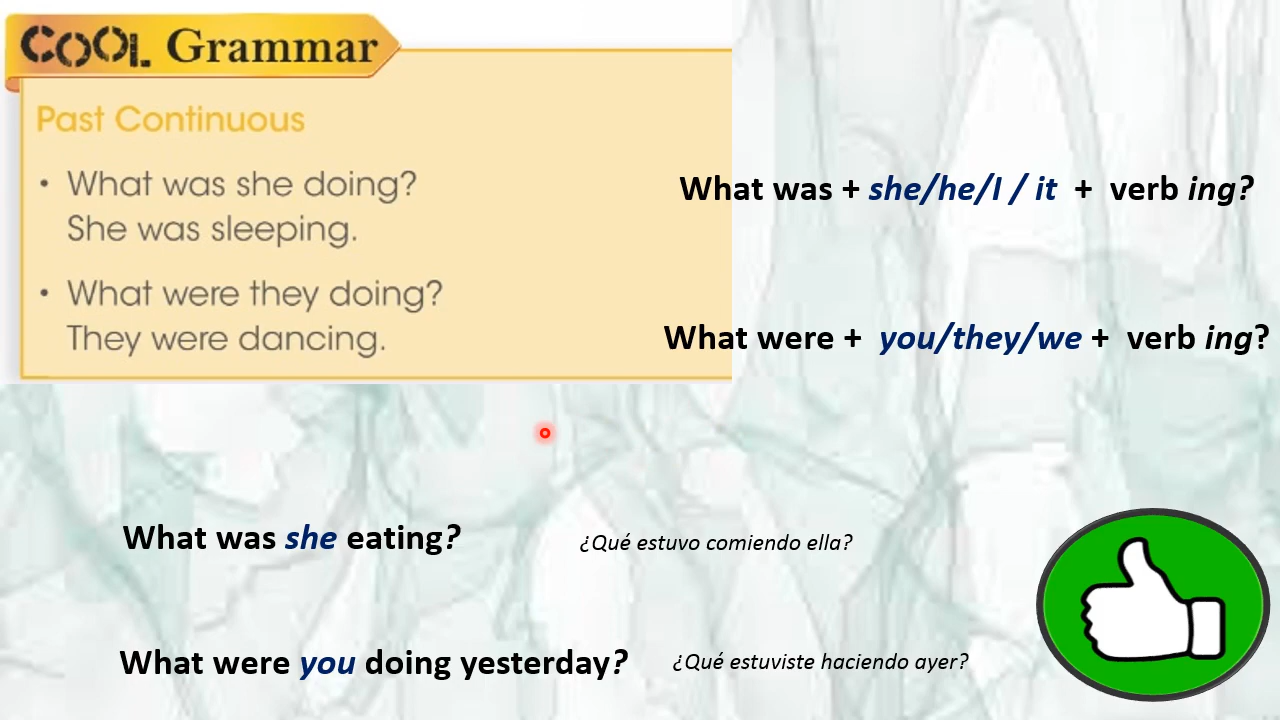 COOL Grammar
Past Continuous
• What was she doing?
She was sleeping.
• What were they doing?
They were dancing.
What was + she/he/I / it + verb ing?
What were + you/they/we + verb ing?
What was she eating?
¿Qué estuvo comiendo ella?
What were you doing yesterday?
¿Qué estuviste haciendo ayer?